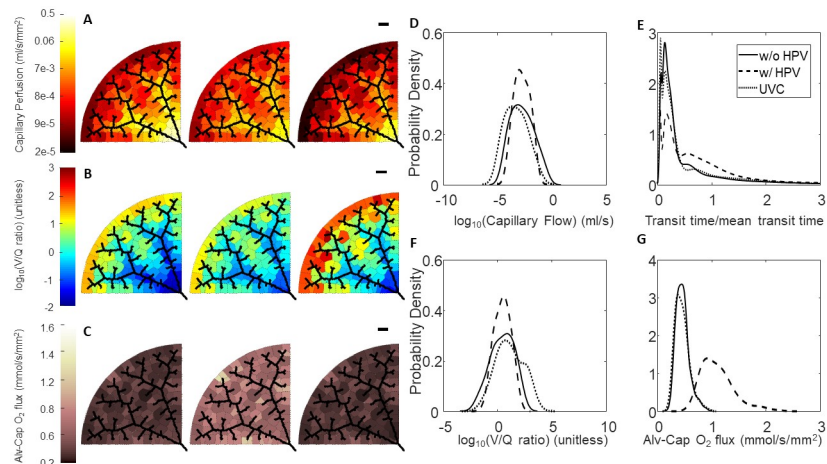 A
Capillary Perfusion (ml/s/mm²)
0.5
0.06
7e-3
8e-4
9e-5
2e-5
B
log₁₀(V/Q ratio) (unitless)
3
2
1
0
-1
-2
C
Alv-Cap O₂ flux (mmol/s/mm²)
1.6
1.4
1.2
1.0
0.8
0.6
0.4
0.2
D
Probability Density
0.6
0.4
0.2
0
-10
-5
0
5
log₁₀(Capillary Flow) (ml/s)
E
3
2
1
0
0
1
2
3
w/o HPV
w/ HPV
UVC
Transit time/mean transit time
F
Probability Density
0.6
0.4
0.2
0
-5
0
5
10
log₁₀(V/Q ratio) (unitless)
G
4
3
2
1
0
0
1
2
3
Alv-Cap O₂ flux (mmol/s/mm²)